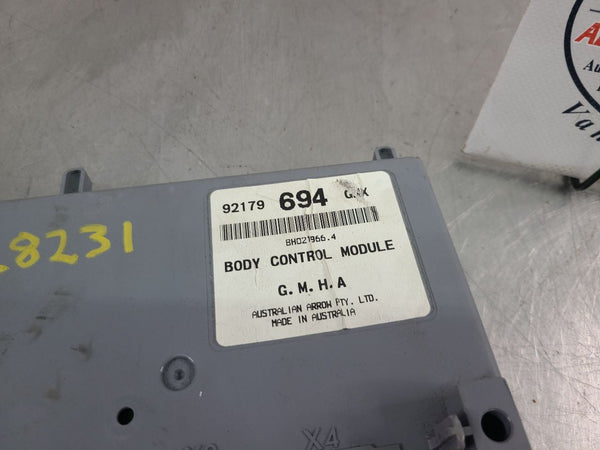 92179 694
BH021966.4
BODY CONTROL MODULE
G.M.H.A
AUSTRALIAN ARROW PTY. LTD.
MADE IN AUSTRALIA
8231
X4